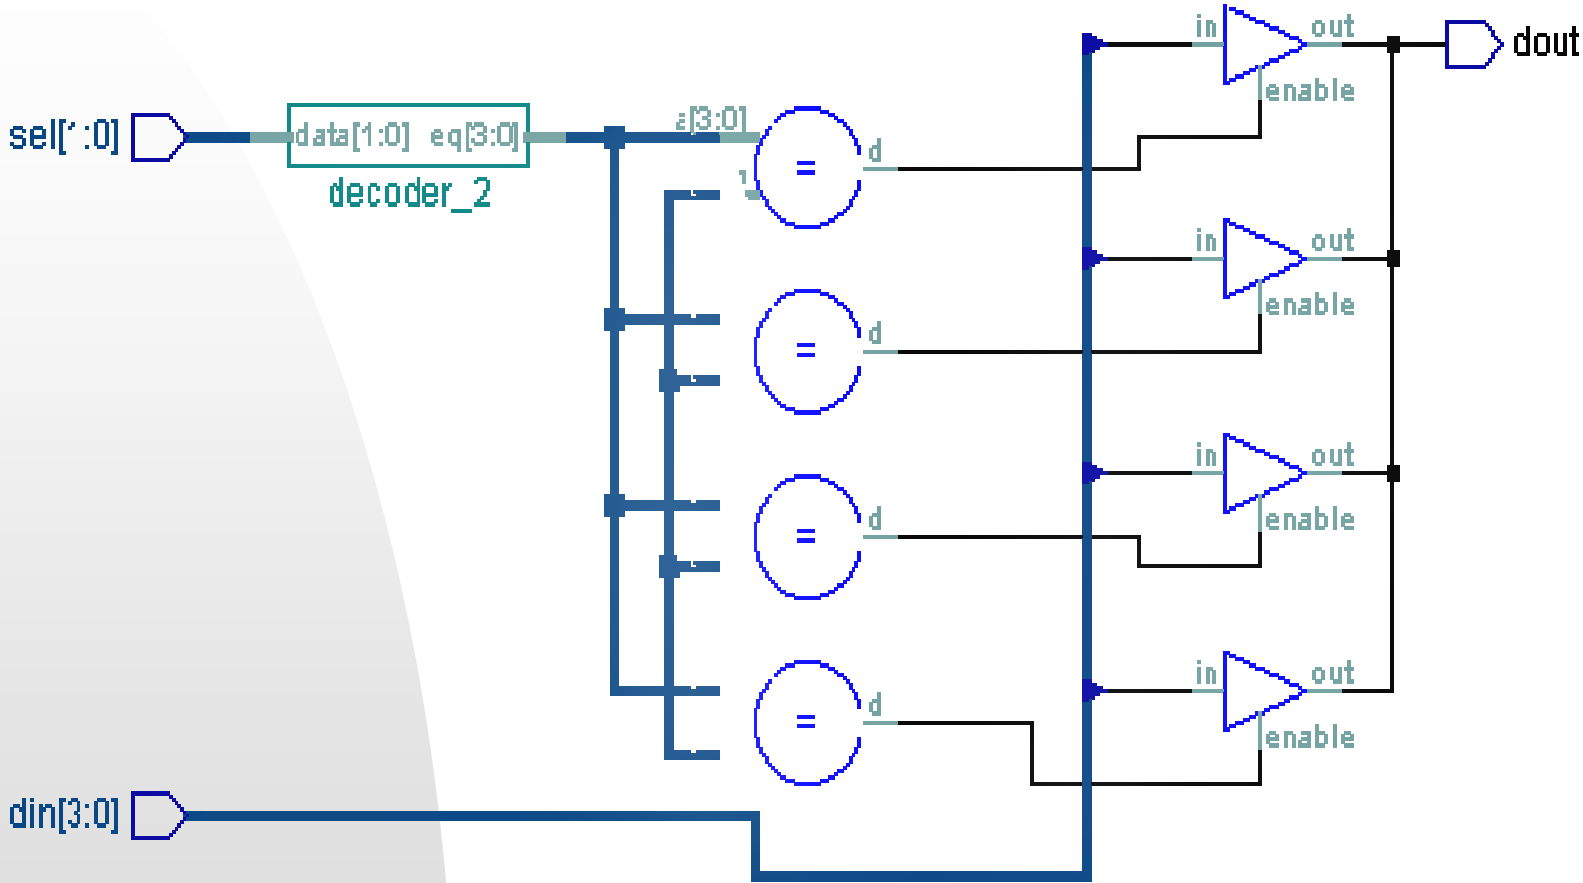 in
out
dout
enable
sel[1:0]
data[1:0]
eq[3:0]
decoder_2
a[3:0]
=
d
in
out
enable
=
d
in
out
enable
=
d
in
out
enable
=
d
din[3:0]